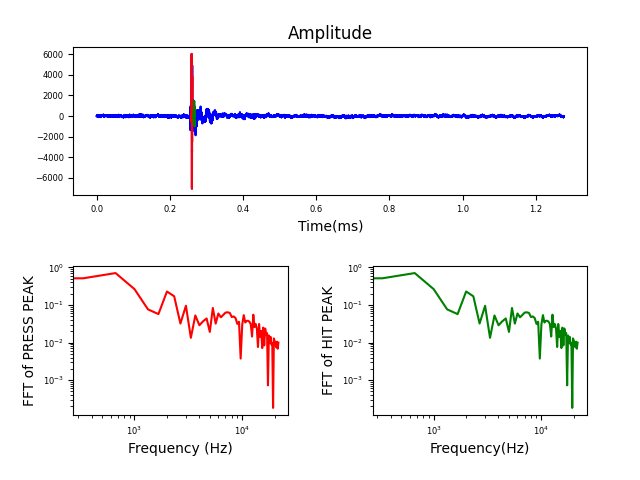 Amplitude
6000
4000
2000
0
−2000
−4000
−6000
0.0 0.2 0.4 0.6 0.8 1.0 1.2
Time(ms)
FFT of PRESS PEAK
10⁰
10⁻¹
10⁻²
10⁻³
10³ 10⁴
Frequency (Hz)
FFT of HIT PEAK
10⁰
10⁻¹
10⁻²
10⁻³
10³ 10⁴
Frequency(Hz)